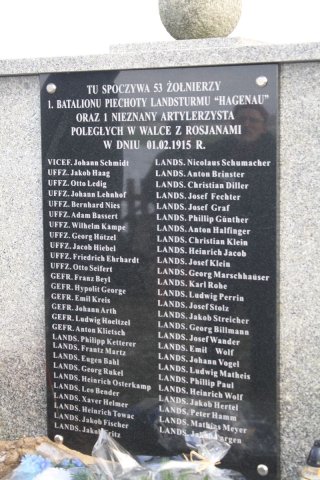 TU SPOCZYWA 53 ŻOŁNIERZY
1. BATALIONU PIECHOTY LANDSTURMU "HAGENAU"
ORAZ 1 NIEZNANY ARTYLERZYSTA
POLEGŁYCH W WALCE Z ROSJANAMI
W DNIU 01.02.1915 R.
VICEF. Johann Schmidt
UFFZ. Jakob Haag
UFFZ. Otto Ledig
UFFZ. Johann Lehnhof
UFFZ. Bernhard Nies
UFFZ. Adam Bassert
UFFZ. Wilhelm Kampe
UFFZ. Georg Hötzel
UFFZ. Jacob Hiebel
UFFZ. Friedrich Ehrhardt
UFFZ. Otto Seifert
GEFR. Franz Beyl
GEFR. Hypolit George
GEFR. Emil Kreis
GEFR. Johann Arth
GEFR. Ludwig Hoeltzel
GEFR. Anton Klietsch
LANDS. Philipp Ketterer
LANDS. Frantz Martz
LANDS. Eugen Bahl
LANDS. Georg Rukel
LANDS. Heinrich Osterkamp
LANDS. Leo Bender
LANDS. Xaver Helmer
LANDS. Heinrich Towac
LANDS. Jakob Fischer
LANDS. Jakob Fritz
LANDS. Nicolaus Schumacher
LANDS. Anton Brinster
LANDS. Christian Diller
LANDS. Josef Fechter
LANDS. Josef Graf
LANDS. Phillip Günther
LANDS. Anton Halfinger
LANDS. Christian Klein
LANDS. Heinrich Jacob
LANDS. Josef Klein
LANDS. Georg Marschhauser
LANDS. Karl Rohe
LANDS. Ludwig Perrin
LANDS. Josef Stolz
LANDS. Jakob Streicher
LANDS. Georg Billmann
LANDS. Josef Wander
LANDS. Emil Wolf
LANDS. Johann Vogel
LANDS. Ludwig Matheis
LANDS. Phillip Paul
LANDS. Heinrich Wolf
LANDS. Jakob Hertel
LANDS. Peter Hamm
LANDS. Mathias Meyer
LANDS. Jakob